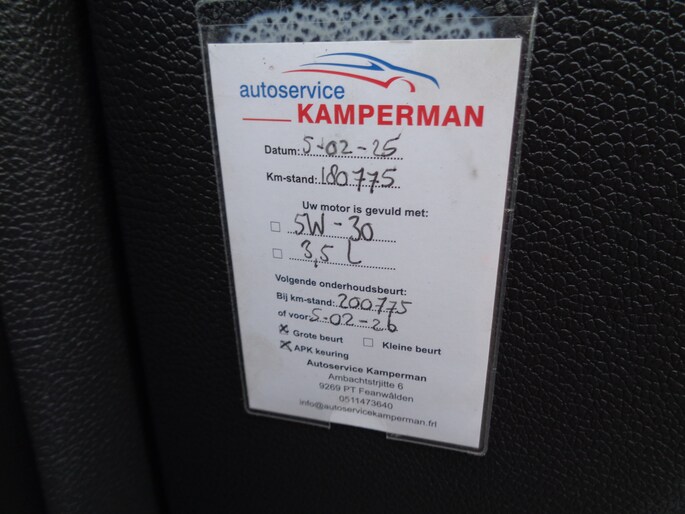 autoservice
KAMPERMAN
Datum: 5-02-25
Km-stand: 180775
Uw motor is gevuld met:
5W-30
3,5 L
Volgende onderhoudsbeurt:
Bij km-stand: 200775
of voor: 5-02-26
Grote beurt Kleine beurt
APK keuring
Autoservice Kamperman
Ambachtstrjitte 6
9269 PT Feanwâlden
0511473640
info@autoservicekamperman.frl